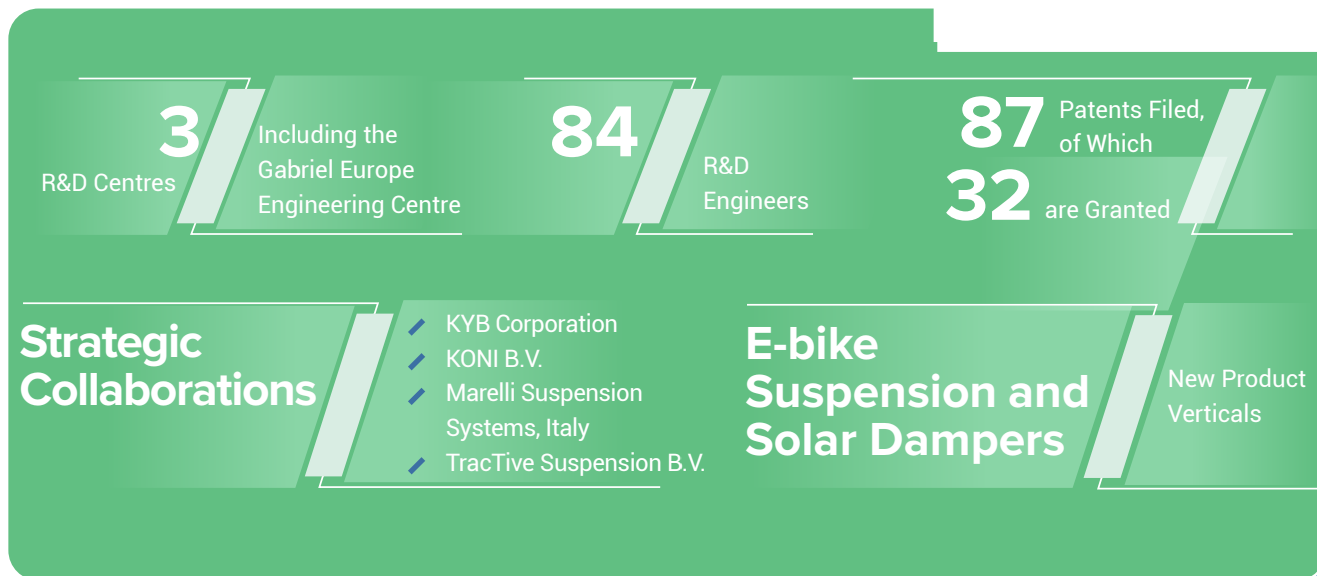 3
R&D Centres
Including the
Gabriel Europe
Engineering Centre
84
R&D
Engineers
87 Patents Filed,
of Which
32 are Granted
Strategic
Collaborations
KYB Corporation
KONI B.V.
Marelli Suspension
Systems, Italy
TracTive Suspension B.V.
E-bike
Suspension and
Solar Dampers
New Product
Verticals